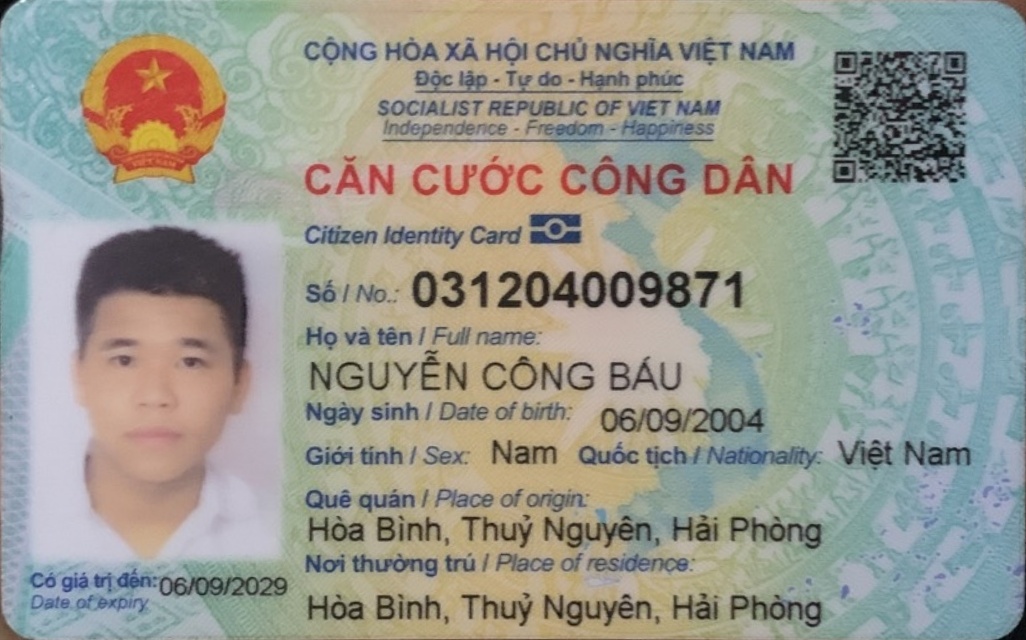 CỘNG HÒA XÃ HỘI CHỦ NGHĨA VIỆT NAM
Độc lập - Tự do - Hạnh phúc
SOCIALIST REPUBLIC OF VIET NAM
Independence - Freedom - Happiness
CĂN CƯỚC CÔNG DÂN
Citizen Identity Card
Số / No.: 031204009871
Họ và tên / Full name:
NGUYỄN CÔNG BÁU
Ngày sinh / Date of birth: 06/09/2004
Giới tính / Sex: Nam Quốc tịch / Nationality: Việt Nam
Quê quán / Place of origin:
Hòa Bình, Thuỷ Nguyên, Hải Phòng
Nơi thường trú / Place of residence:
Hòa Bình, Thuỷ Nguyên, Hải Phòng
Có giá trị đến: 06/09/2029
Date of expiry